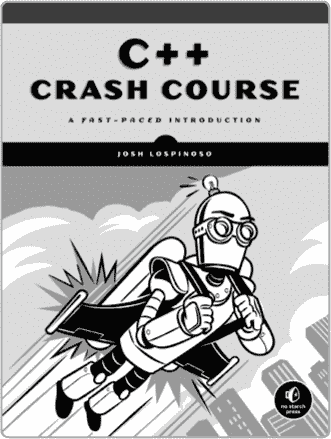 C++
CRASH COURSE
A FAST-PACED INTRODUCTION
JOSH LOSPINOSO
no starch
press